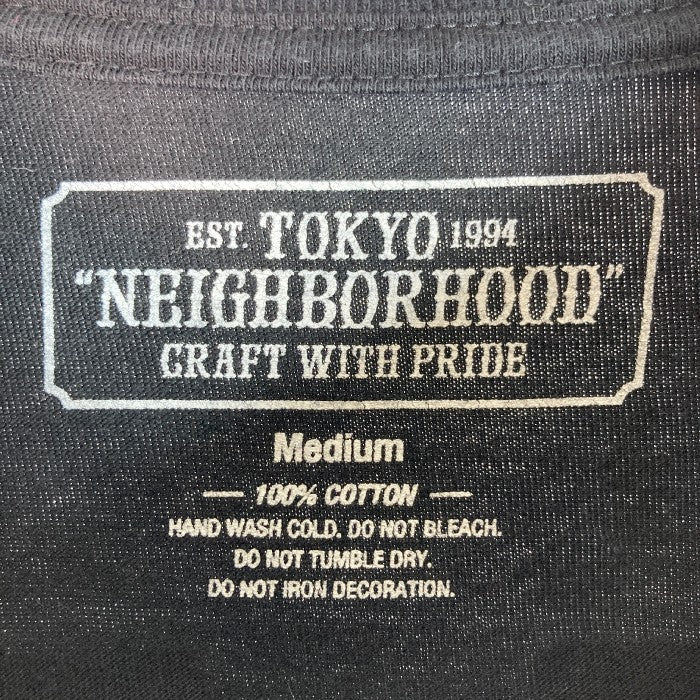 EST. TOKYO 1994
"NEIGHBORHOOD"
CRAFT WITH PRIDE
Medium
— 100% COTTON —
HAND WASH COLD. DO NOT BLEACH.
DO NOT TUMBLE DRY.
DO NOT IRON DECORATION.